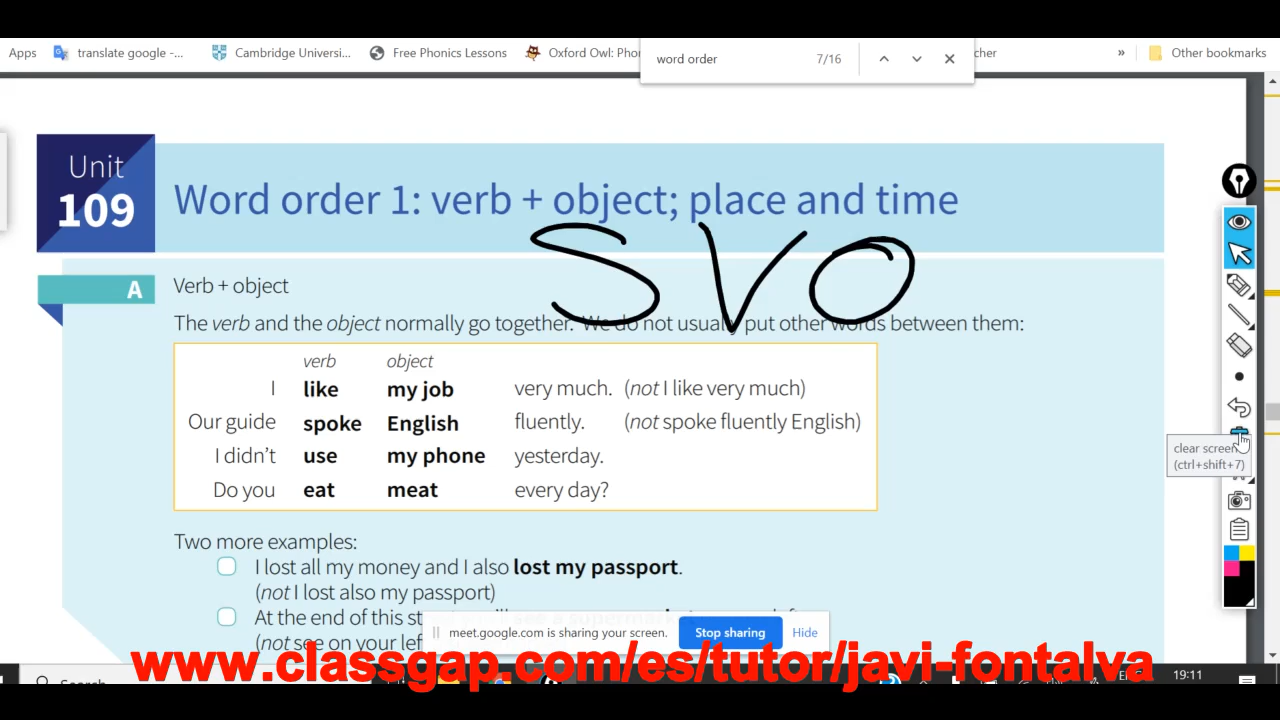 Apps translate google -... Cambridge Universi... Free Phonics Lessons Oxford Owl: Pho cher » Other bookmarks
word order 7/16
Unit
109
Word order 1: verb + object; place and time
SVO
A Verb + object
The verb and the object normally go together. We do not usually put other words between them:
verb object
I like my job very much. (not I like very much)
Our guide spoke English fluently. (not spoke fluently English)
I didn't use my phone yesterday.
Do you eat meat every day?
clear screen
(ctrl+shift+7)
Two more examples:
I lost all my money and I also lost my passport.
(not I lost also my passport)
At the end of this st
(not see on your lef
meet.google.com is sharing your screen. Stop sharing Hide
www.classgap.com/es/tutor/javi-fontalva
Search
19:11